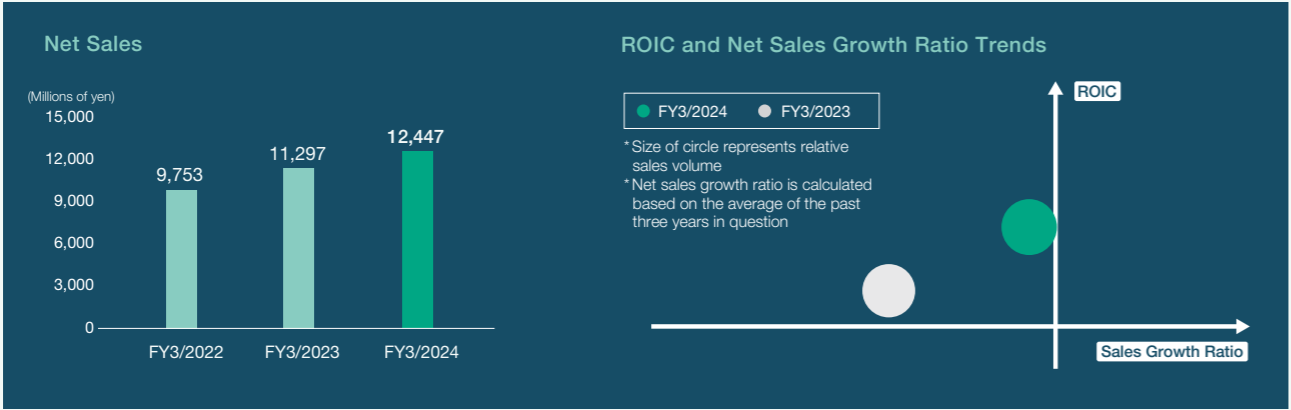 Net Sales
(Millions of yen)
15,000
12,000
9,000
6,000
3,000
0
9,753
11,297
12,447
FY3/2022
FY3/2023
FY3/2024
ROIC and Net Sales Growth Ratio Trends
FY3/2024
FY3/2023
*Size of circle represents relative
sales volume
*Net sales growth ratio is calculated
based on the average of the past
three years in question
ROIC
Sales Growth Ratio